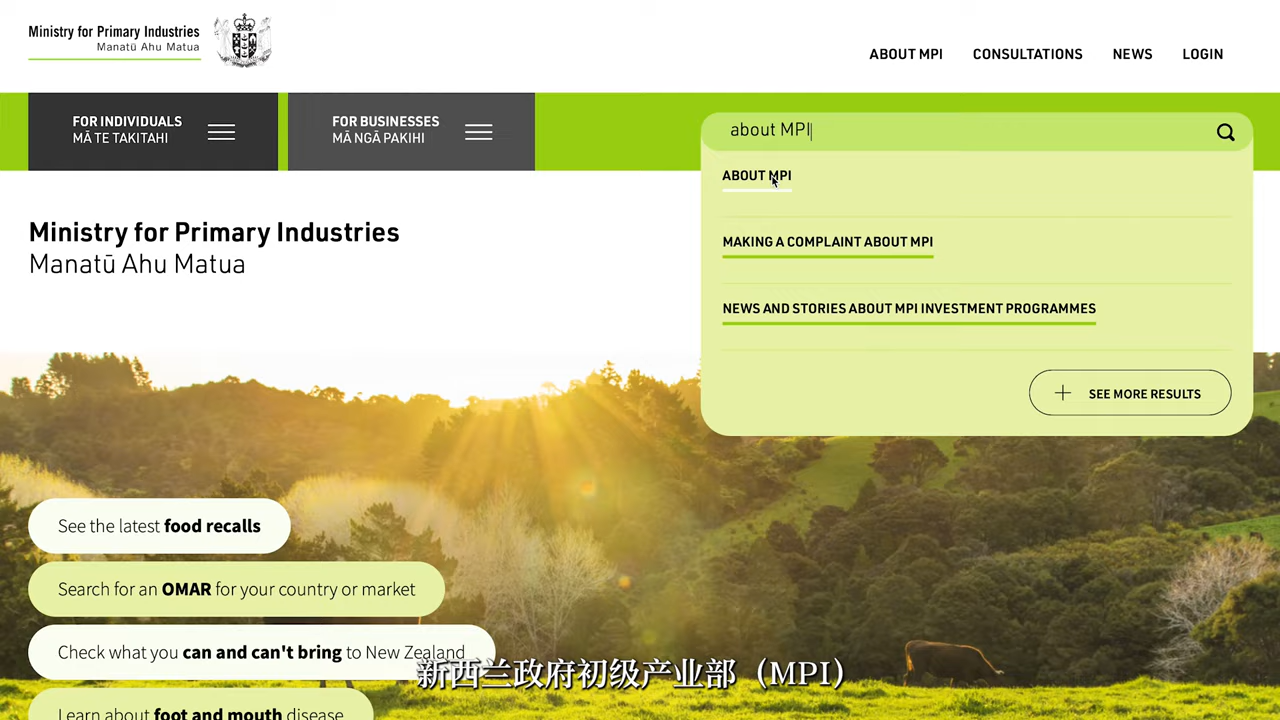 Ministry for Primary Industries
Manatū Ahu Matua
ABOUT MPI
CONSULTATIONS
NEWS
LOGIN
FOR INDIVIDUALS
MĀ TE TAKITAHI
FOR BUSINESSES
MĀ NGĀ PAKIHI
about MPI
ABOUT MPI
MAKING A COMPLAINT ABOUT MPI
NEWS AND STORIES ABOUT MPI INVESTMENT PROGRAMMES
SEE MORE RESULTS
Ministry for Primary Industries
Manatū Ahu Matua
See the latest food recalls
Search for an OMAR for your country or market
Check what you can and can't bring to New Zealand
Learn about foot and mouth disease
新西兰政府初级产业部（MPI）